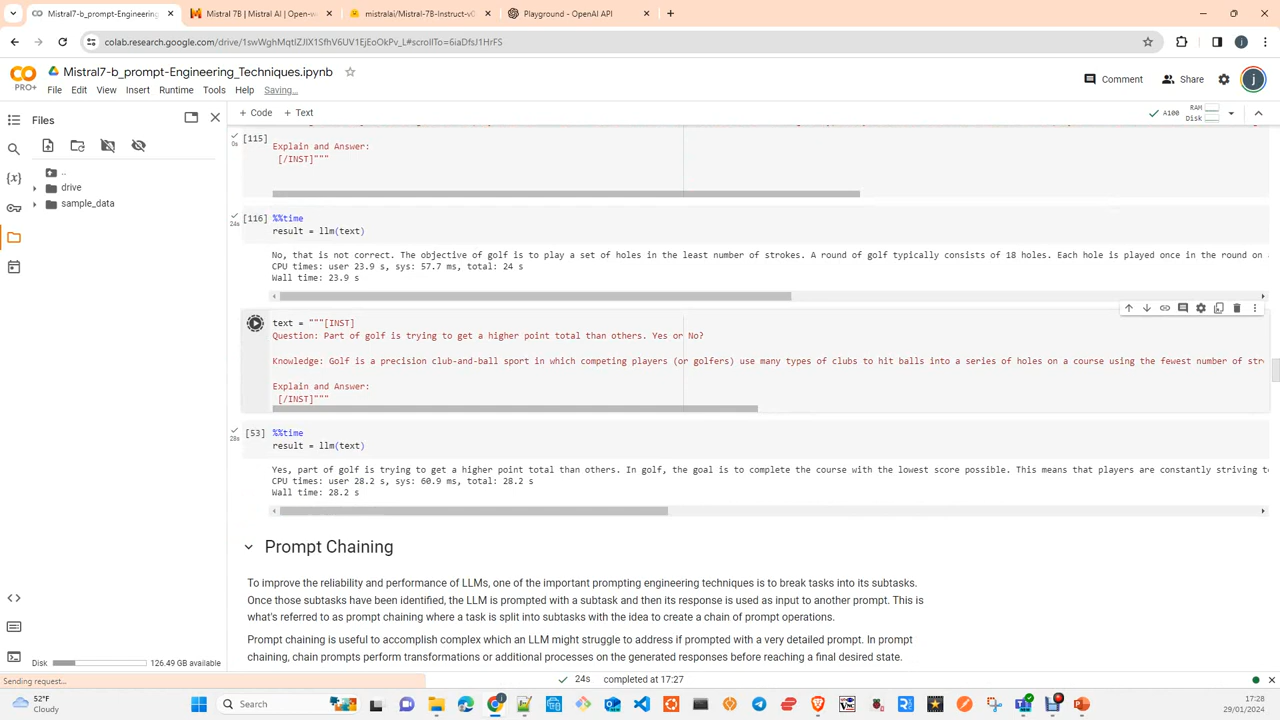 Mistral7-b_prompt-Engineering_
Mistral 7B | Mistral AI | Open-w
mistralai/Mistral-7B-Instruct-v0
Playground - OpenAI API
Mistral7-b_prompt-Engineering_Techniques.ipynb
PRO+
File Edit View Insert Runtime Tools Help Saving...
Comment
Share
j
Files
+ Code + Text
A100
RAM
Disk
..
drive
sample_data
[115]
0s
Explain and Answer:
[/INST]"""
[116]
24s
%%time
result = llm(text)
No, that is not correct. The objective of golf is to play a set of holes in the least number of strokes. A round of golf typically consists of 18 holes. Each hole is played once in the round on
CPU times: user 23.9 s, sys: 57.7 ms, total: 24 s
Wall time: 23.9 s
text = """[INST]
Question: Part of golf is trying to get a higher point total than others. Yes or No?
Knowledge: Golf is a precision club-and-ball sport in which competing players (or golfers) use many types of clubs to hit balls into a series of holes on a course using the fewest number of str
Explain and Answer:
[/INST]"""
[53]
28s
%%time
result = llm(text)
Yes, part of golf is trying to get a higher point total than others. In golf, the goal is to complete the course with the lowest score possible. This means that players are constantly striving t
CPU times: user 28.2 s, sys: 60.9 ms, total: 28.2 s
Wall time: 28.2 s
Prompt Chaining
To improve the reliability and performance of LLMs, one of the important prompting engineering techniques is to break tasks into its subtasks.
Once those subtasks have been identified, the LLM is prompted with a subtask and then its response is used as input to another prompt. This is
what's referred to as prompt chaining where a task is split into subtasks with the idea to create a chain of prompt operations.
Prompt chaining is useful to accomplish complex which an LLM might struggle to address if prompted with a very detailed prompt. In prompt
chaining, chain prompts perform transformations or additional processes on the generated responses before reaching a final desired state.
Disk
126.49 GB available
Sending request...
24s completed at 17:27
52°F
Cloudy
Search
17:28
29/01/2024